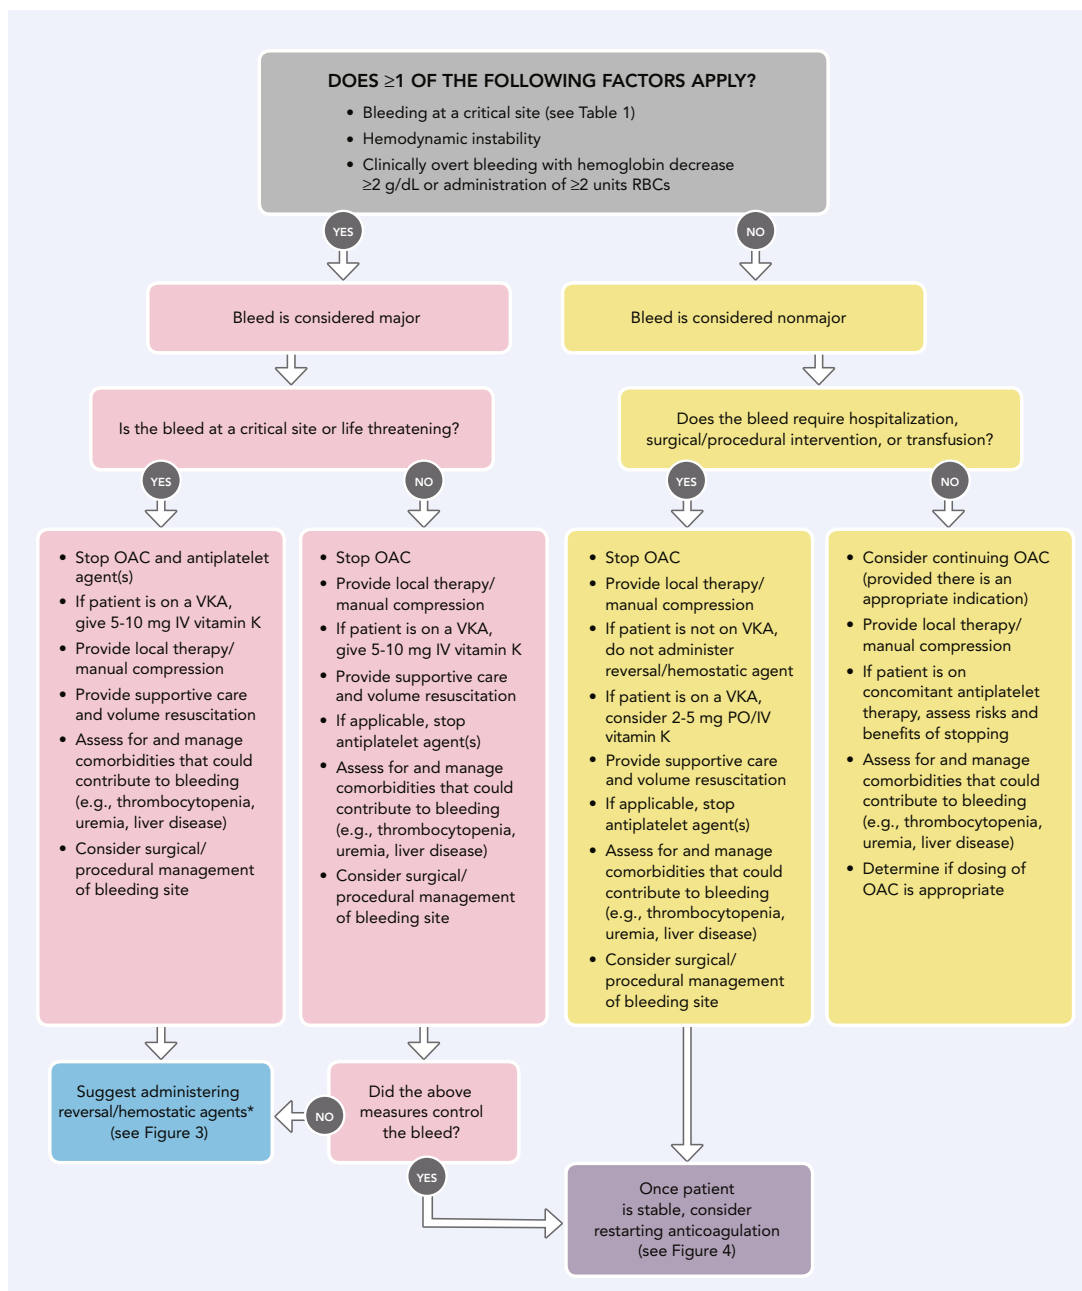 DOES ≥1 OF THE FOLLOWING FACTORS APPLY?
• Bleeding at a critical site (see Table 1)
• Hemodynamic instability
• Clinically overt bleeding with hemoglobin decrease
≥2 g/dL or administration of ≥2 units RBCs
YES
NO
Bleed is considered major
Bleed is considered nonmajor
Is the bleed at a critical site or life threatening?
Does the bleed require hospitalization,
surgical/procedural intervention, or transfusion?
YES
NO
YES
NO
• Stop OAC and antiplatelet
agent(s)
• If patient is on a VKA,
give 5-10 mg IV vitamin K
• Provide local therapy/
manual compression
• Provide supportive care
and volume resuscitation
• Assess for and manage
comorbidities that could
contribute to bleeding
(e.g., thrombocytopenia,
uremia, liver disease)
• Consider surgical/
procedural management
of bleeding site
• Stop OAC
• Provide local therapy/
manual compression
• If patient is on a VKA,
give 5-10 mg IV vitamin K
• Provide supportive care
and volume resuscitation
• If applicable, stop
antiplatelet agent(s)
• Assess for and manage
comorbidities that could
contribute to bleeding
(e.g., thrombocytopenia,
uremia, liver disease)
• Consider surgical/
procedural management
of bleeding site
• Stop OAC
• Provide local therapy/
manual compression
• If patient is not on VKA,
do not administer
reversal/hemostatic agent
• If patient is on a VKA,
consider 2-5 mg PO/IV
vitamin K
• Provide supportive care
and volume resuscitation
• If applicable, stop
antiplatelet agent(s)
• Assess for and manage
comorbidities that could
contribute to bleeding
(e.g., thrombocytopenia,
uremia, liver disease)
• Consider surgical/
procedural management
of bleeding site
• Consider continuing OAC
(provided there is an
appropriate indication)
• Provide local therapy/
manual compression
• If patient is on
concomitant antiplatelet
therapy, assess risks and
benefits of stopping
• Assess for and manage
comorbidities that could
contribute to bleeding
(e.g., thrombocytopenia,
uremia, liver disease)
• Determine if dosing of
OAC is appropriate
Suggest administering
reversal/hemostatic agents*
(see Figure 3)
NO
Did the above
measures control
the bleed?
YES
Once patient
is stable, consider
restarting anticoagulation
(see Figure 4)